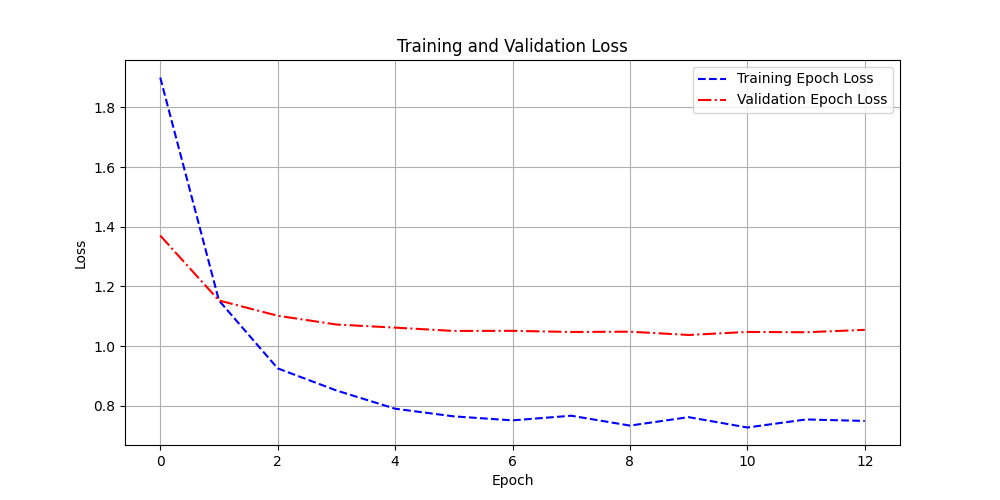 Training and Validation Loss
Training Epoch Loss
Validation Epoch Loss
1.8
1.6
1.4
1.2
1.0
0.8
Loss
0 2 4 6 8 10 12
Epoch